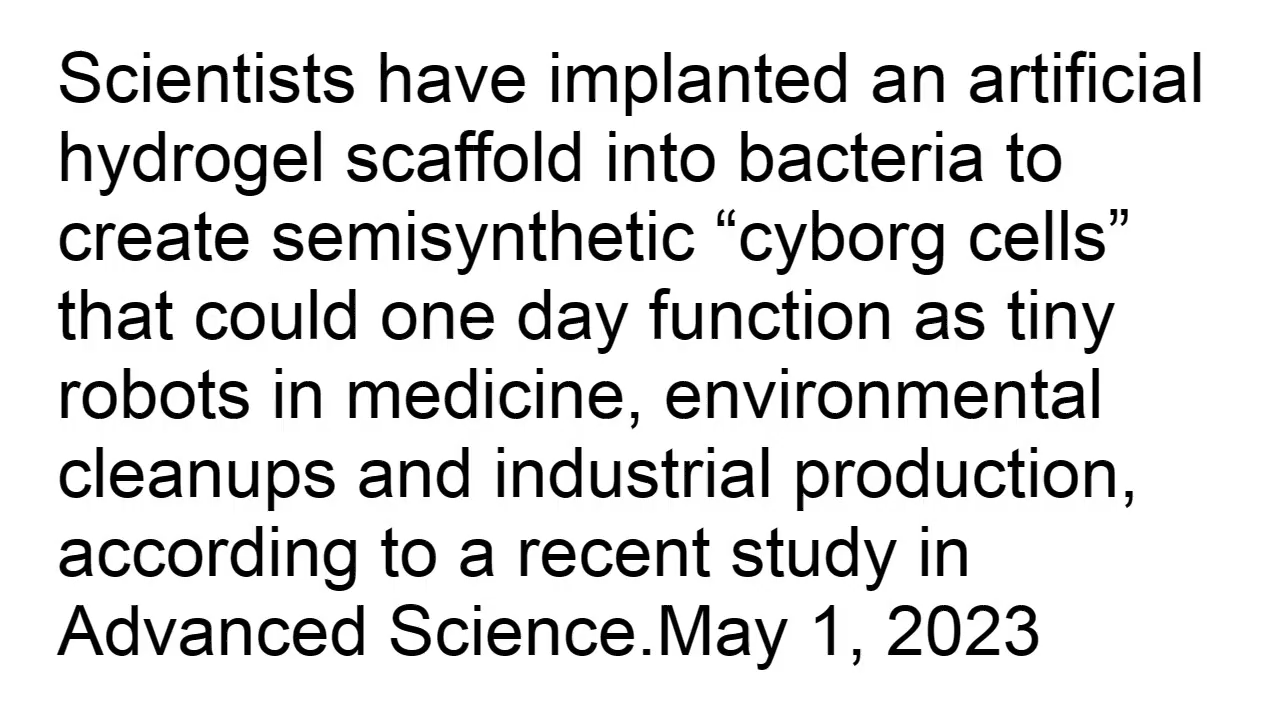 Scientists have implanted an artificial
hydrogel scaffold into bacteria to
create semisynthetic “cyborg cells”
that could one day function as tiny
robots in medicine, environmental
cleanups and industrial production,
according to a recent study in
Advanced Science.May 1, 2023